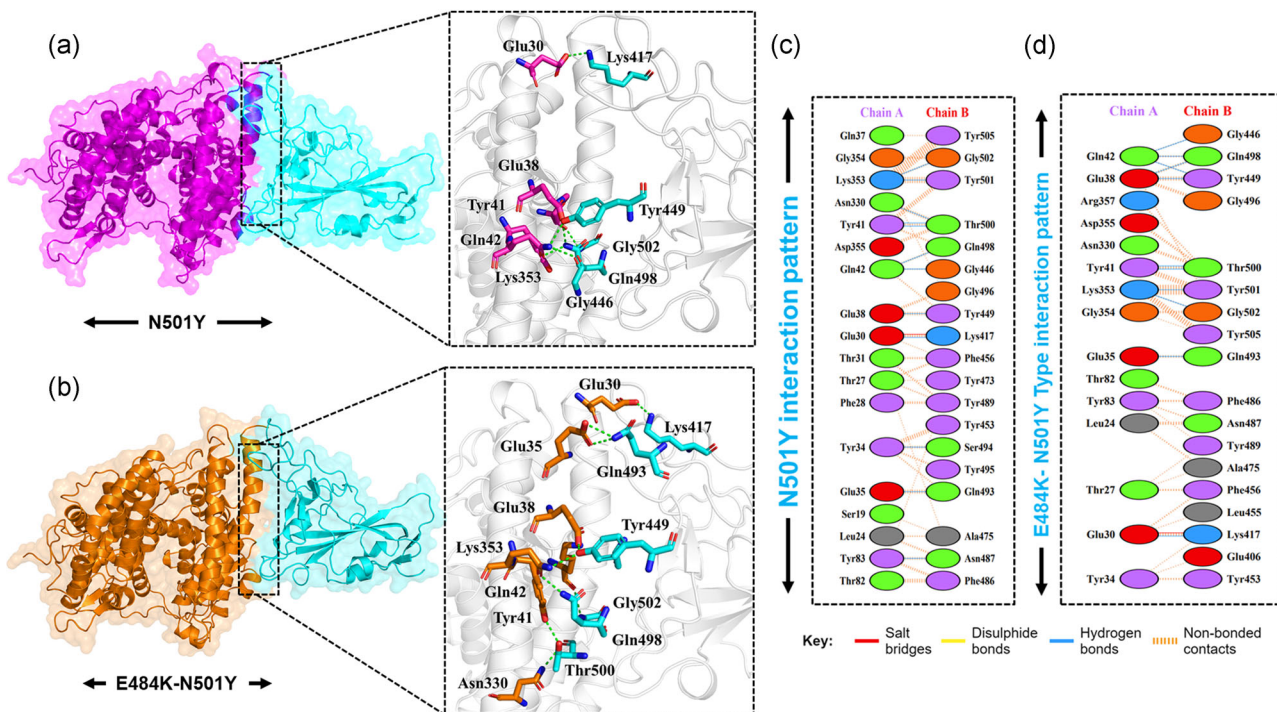 (a)
N501Y
Glu30
Lys417
Glu38
Tyr41
Tyr449
Gln42
Gly502
Lys353
Gln498
Gly446
(b)
E484K-N501Y
Glu30
Lys417
Glu35
Gln493
Glu38
Tyr449
Lys353
Gln42
Gly502
Tyr41
Gln498
Thr500
Asn330
(c)
N501Y interaction pattern
Chain A Chain B
Gln37 Tyr505
Gly354 Gly502
Lys353 Tyr501
Asn330
Tyr41 Thr500
Asp355 Gln498
Gln42 Gly446
Gly496
Glu38 Tyr449
Glu30 Lys417
Thr31 Phe456
Thr27 Tyr473
Phe28 Tyr489
Tyr453
Tyr34 Ser494
Tyr495
Glu35 Gln493
Ser19
Leu24 Ala475
Tyr83 Asn487
Thr82 Phe486
(d)
E484K- N501Y Type interaction pattern
Chain A Chain B
Gly446
Gln42 Gln498
Glu38 Tyr449
Arg357 Gly496
Asp355
Asn330
Tyr41 Thr500
Lys353 Tyr501
Gly354 Gly502
Tyr505
Glu35 Gln493
Thr82
Tyr83 Phe486
Leu24 Asn487
Tyr489
Ala475
Thr27 Phe456
Leu455
Glu30 Lys417
Glu406
Tyr34 Tyr453
Key:
Salt
bridges
Disulphide
bonds
Hydrogen
bonds
Non-bonded
contacts